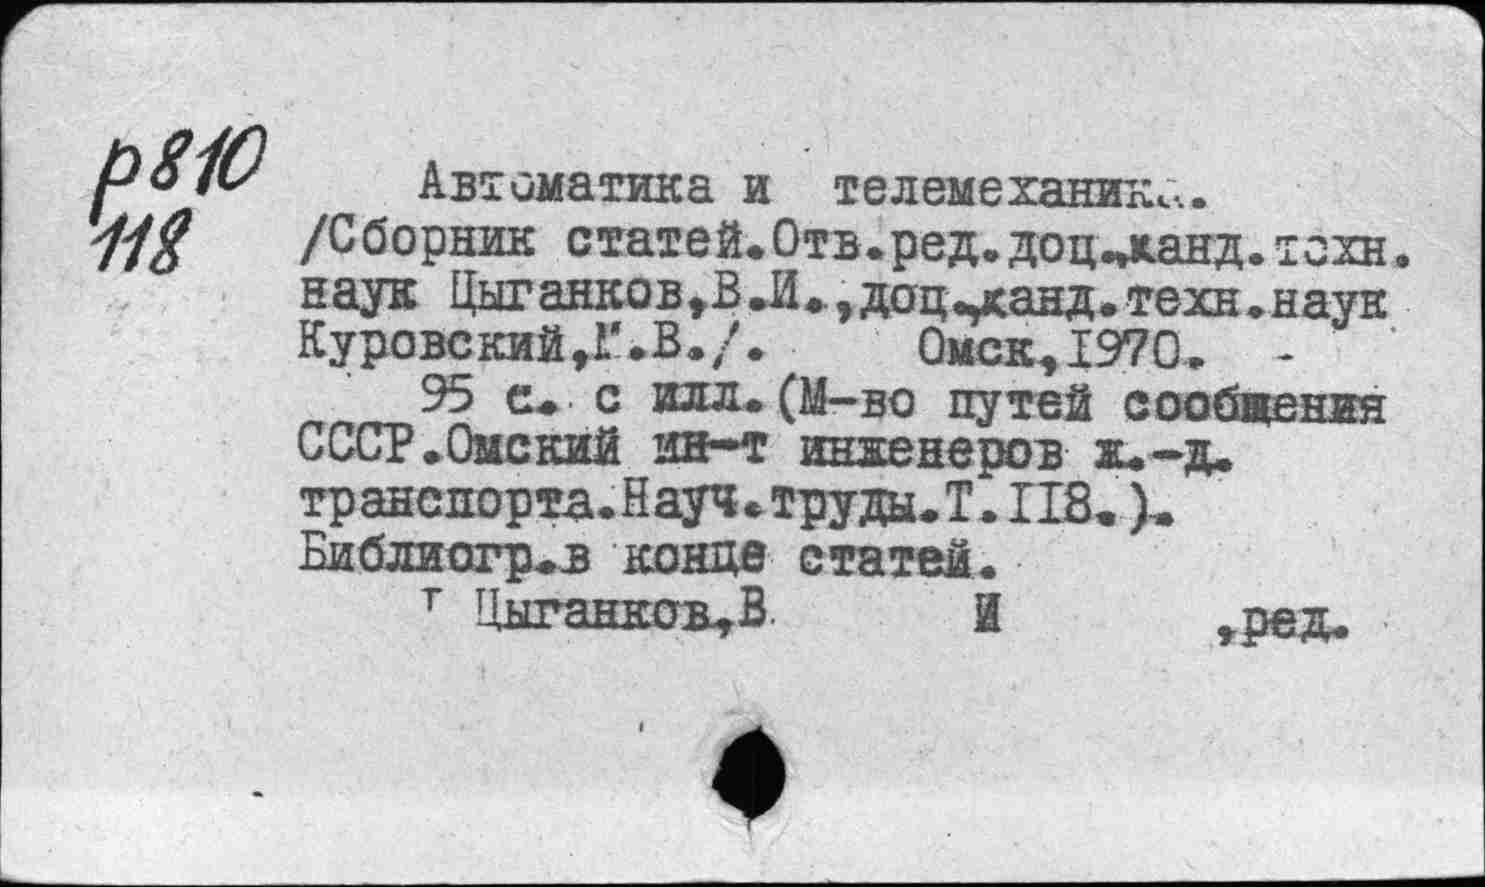 р810
118
Автоматика и телемеханика.
/Сборник статей.Отв.ред.доц.,канд.техн.
наук Цыганков,В.И.,доц.,канд.техн.наук
Куровский,Г.В./. Омск,1970. -
95 с. с илл.(М-во путей сообщения
СССР.Омский ин-т инженеров ж.-д.
транспорта.Науч.труды.Т.II8.).
Библиогр.в конце статей.
т Цыганков,В. И ,ред.